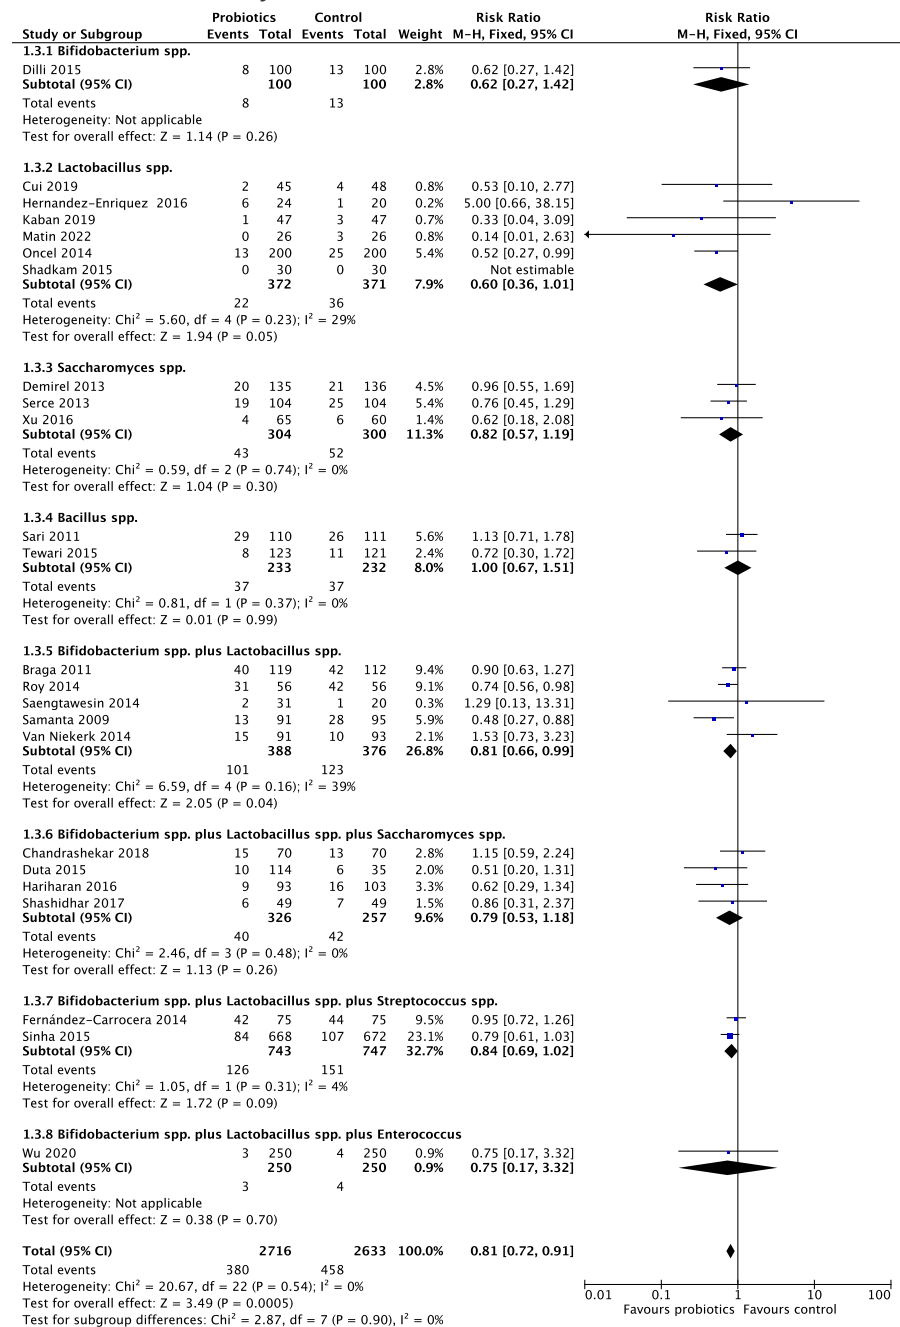 Probiotics Control Risk Ratio Risk Ratio
Study or Subgroup Events Total Events Total Weight M-H, Fixed, 95% CI M-H, Fixed, 95% CI
1.3.1 Bifidobacterium spp.
Dilli 2015 8 100 13 100 2.8% 0.62 [0.27, 1.42]
Subtotal (95% CI) 100 100 2.8% 0.62 [0.27, 1.42]
Total events 8 13
Heterogeneity: Not applicable
Test for overall effect: Z = 1.14 (P = 0.26)
1.3.2 Lactobacillus spp.
Cui 2019 2 45 4 48 0.8% 0.53 [0.10, 2.77]
Hernandez-Enriquez 2016 6 24 1 20 0.2% 5.00 [0.66, 38.15]
Kaban 2019 1 47 3 47 0.7% 0.33 [0.04, 3.09]
Matin 2022 0 26 3 26 0.8% 0.14 [0.01, 2.63]
Oncel 2014 13 200 25 200 5.4% 0.52 [0.27, 0.99]
Shadkam 2015 0 30 0 30 Not estimable
Subtotal (95% CI) 372 371 7.9% 0.60 [0.36, 1.01]
Total events 22 36
Heterogeneity: Chi² = 5.60, df = 4 (P = 0.23); I² = 29%
Test for overall effect: Z = 1.94 (P = 0.05)
1.3.3 Saccharomyces spp.
Demirel 2013 20 135 21 136 4.5% 0.96 [0.55, 1.69]
Serce 2013 19 104 25 104 5.4% 0.76 [0.45, 1.29]
Xu 2016 4 65 6 60 1.4% 0.62 [0.18, 2.08]
Subtotal (95% CI) 304 300 11.3% 0.82 [0.57, 1.19]
Total events 43 52
Heterogeneity: Chi² = 0.59, df = 2 (P = 0.74); I² = 0%
Test for overall effect: Z = 1.04 (P = 0.30)
1.3.4 Bacillus spp.
Sari 2011 29 110 26 111 5.6% 1.13 [0.71, 1.78]
Tewari 2015 8 123 11 121 2.4% 0.72 [0.30, 1.72]
Subtotal (95% CI) 233 232 8.0% 1.00 [0.67, 1.51]
Total events 37 37
Heterogeneity: Chi² = 0.81, df = 1 (P = 0.37); I² = 0%
Test for overall effect: Z = 0.01 (P = 0.99)
1.3.5 Bifidobacterium spp. plus Lactobacillus spp.
Braga 2011 40 119 42 112 9.4% 0.90 [0.63, 1.27]
Roy 2014 31 56 42 56 9.1% 0.74 [0.56, 0.98]
Saengtawesin 2014 2 31 1 20 0.3% 1.29 [0.13, 13.31]
Samanta 2009 13 91 28 95 5.9% 0.48 [0.27, 0.88]
Van Niekerk 2014 15 91 10 93 2.1% 1.53 [0.73, 3.23]
Subtotal (95% CI) 388 376 26.8% 0.81 [0.66, 0.99]
Total events 101 123
Heterogeneity: Chi² = 6.59, df = 4 (P = 0.16); I² = 39%
Test for overall effect: Z = 2.05 (P = 0.04)
1.3.6 Bifidobacterium spp. plus Lactobacillus spp. plus Saccharomyces spp.
Chandrashekar 2018 15 70 13 70 2.8% 1.15 [0.59, 2.24]
Duta 2015 10 114 6 35 2.0% 0.51 [0.20, 1.31]
Hariharan 2016 9 93 16 103 3.3% 0.62 [0.29, 1.34]
Shashidhar 2017 6 49 7 49 1.5% 0.86 [0.31, 2.37]
Subtotal (95% CI) 326 257 9.6% 0.79 [0.53, 1.18]
Total events 40 42
Heterogeneity: Chi² = 2.46, df = 3 (P = 0.48); I² = 0%
Test for overall effect: Z = 1.13 (P = 0.26)
1.3.7 Bifidobacterium spp. plus Lactobacillus spp. plus Streptococcus spp.
Fernández-Carrocera 2014 42 75 44 75 9.5% 0.95 [0.72, 1.26]
Sinha 2015 84 668 107 672 23.1% 0.79 [0.61, 1.03]
Subtotal (95% CI) 743 747 32.7% 0.84 [0.69, 1.02]
Total events 126 151
Heterogeneity: Chi² = 1.05, df = 1 (P = 0.31); I² = 4%
Test for overall effect: Z = 1.72 (P = 0.09)
1.3.8 Bifidobacterium spp. plus Lactobacillus spp. plus Enterococcus
Wu 2020 3 250 4 250 0.9% 0.75 [0.17, 3.32]
Subtotal (95% CI) 250 250 0.9% 0.75 [0.17, 3.32]
Total events 3 4
Heterogeneity: Not applicable
Test for overall effect: Z = 0.38 (P = 0.70)
Total (95% CI) 2716 2633 100.0% 0.81 [0.72, 0.91]
Total events 380 458
Heterogeneity: Chi² = 20.67, df = 22 (P = 0.54); I² = 0%
Test for overall effect: Z = 3.49 (P = 0.0005)
Test for subgroup differences: Chi² = 2.87, df = 7 (P = 0.90), I² = 0%
0.01 0.1 1 10 100
Favours probiotics Favours control